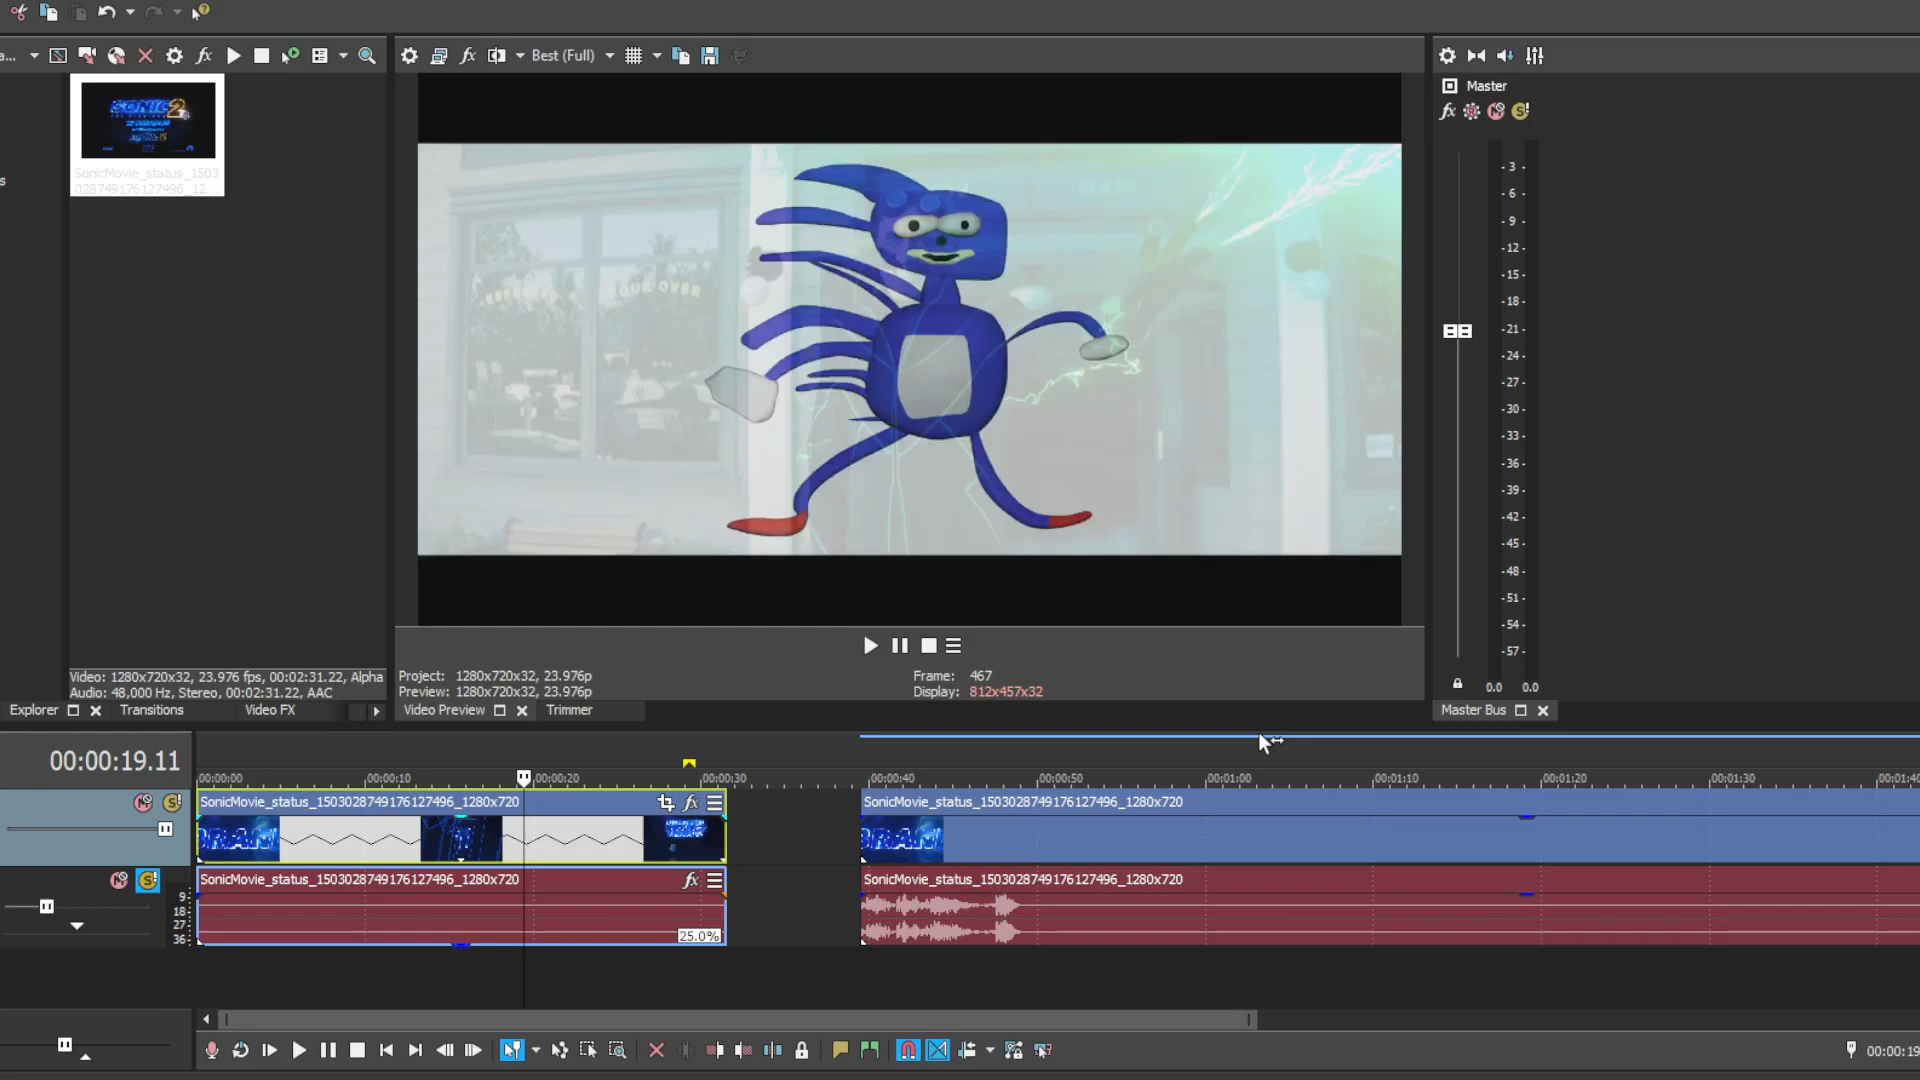 a...
Best (Full)
Master
SONIC 2
SonicMovie_status_1503
028749176127496_12...
s
3
6
9
12
15
18
21
24
27
30
33
36
39
42
45
48
51
54
57
0.0 0.0
Video: 1280x720x32, 23.976 fps, 00:02:31.22, Alpha
Audio: 48,000 Hz, Stereo, 00:02:31.22, AAC
Project: 1280x720x32, 23.976p
Preview: 1280x720x32, 23.976p
Frame: 467
Display: 812x457x32
Explorer
Transitions
Video FX
Video Preview
Trimmer
Master Bus
00:00:19.11
00:00:00 00:00:10 00:00:20 00:00:30 00:00:40 00:00:50 00:01:00 00:01:10 00:01:20 00:01:30 00:01:40
SonicMovie_status_1503028749176127496_1280x720
SonicMovie_status_1503028749176127496_1280x720
SonicMovie_status_1503028749176127496_1280x720
SonicMovie_status_1503028749176127496_1280x720
9
18
27
36
25.0%
00:00:19